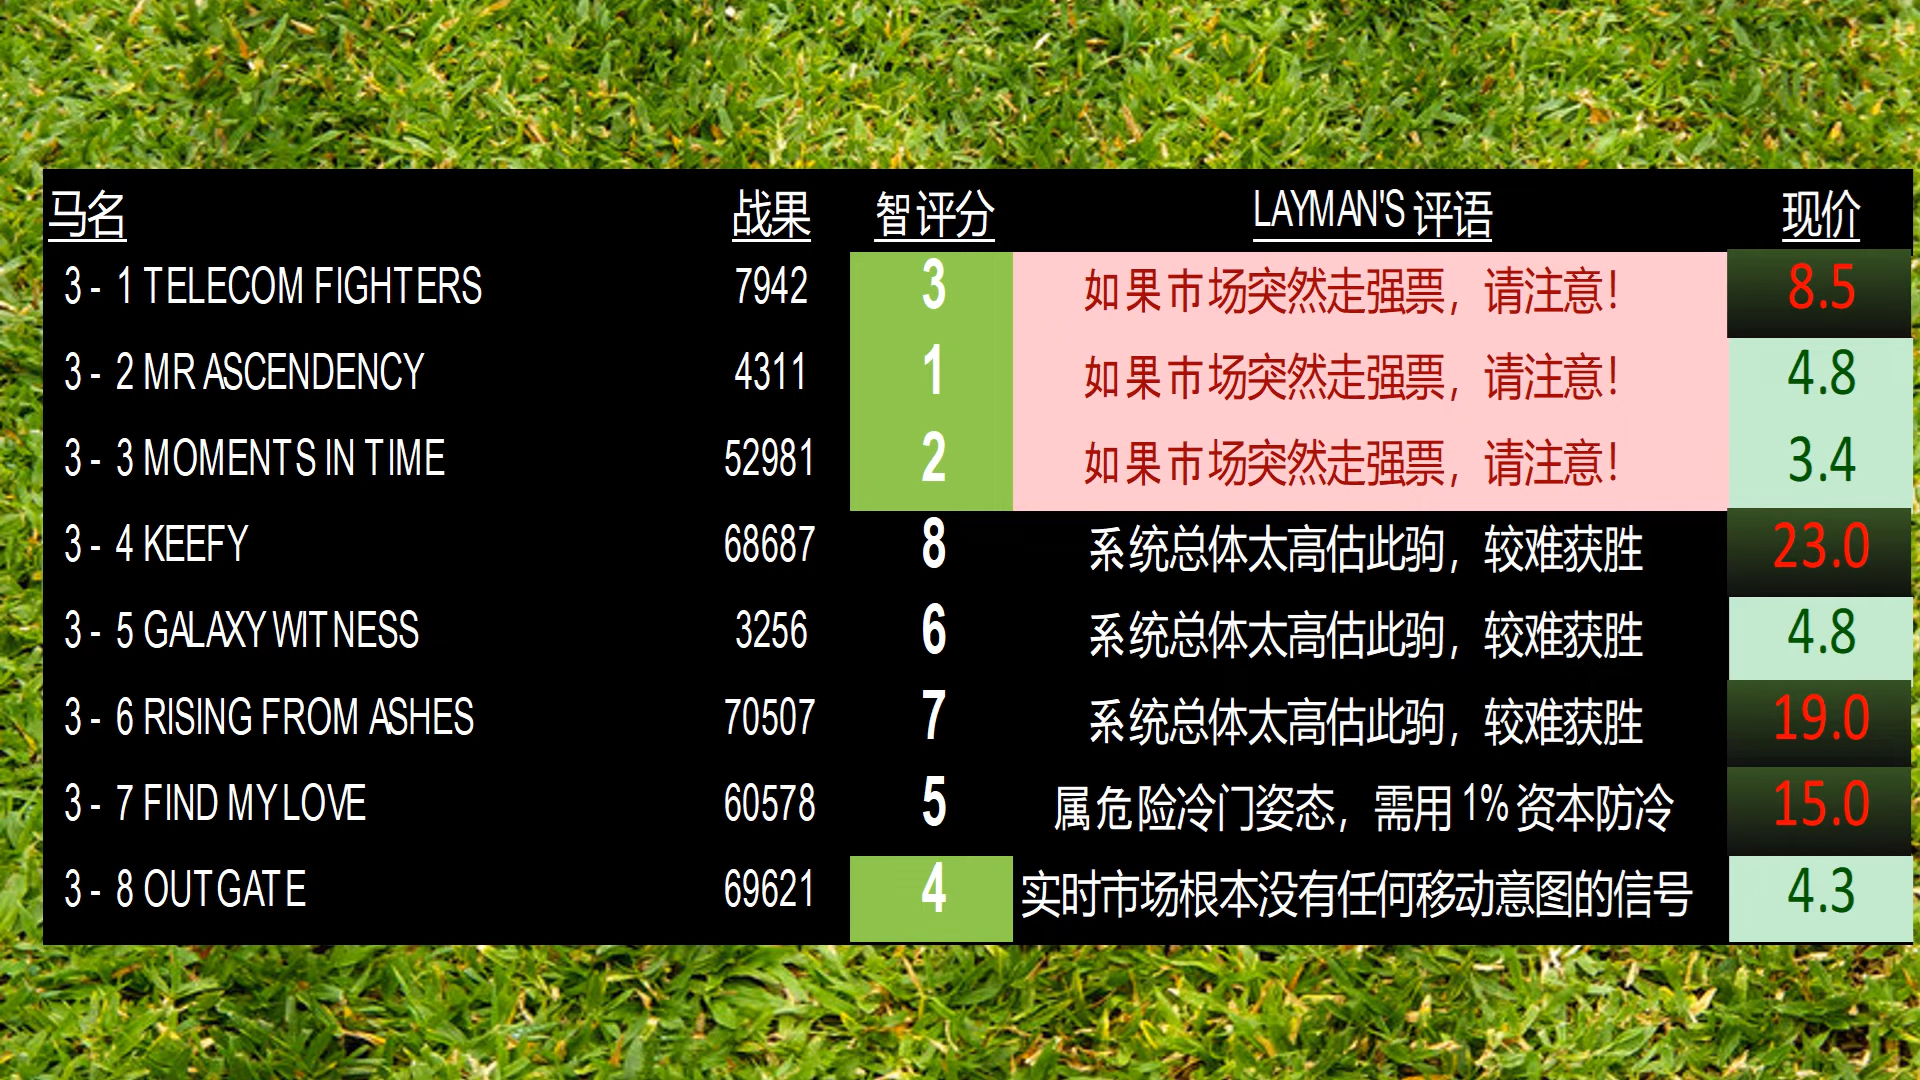 马名 战果 智评分 LAYMAN'S 评语 现价
3 - 1 TELECOM FIGHTERS 7942 3 如果市场突然走强票，请注意！ 8.5
3 - 2 MR ASCENDENCY 4311 1 如果市场突然走强票，请注意！ 4.8
3 - 3 MOMENTS IN TIME 52981 2 如果市场突然走强票，请注意！ 3.4
3 - 4 KEEFY 68687 8 系统总体太高估此驹，较难获胜 23.0
3 - 5 GALAXY WITNESS 3256 6 系统总体太高估此驹，较难获胜 4.8
3 - 6 RISING FROM ASHES 70507 7 系统总体太高估此驹，较难获胜 19.0
3 - 7 FIND MY LOVE 60578 5 属危险冷门姿态，需用 1% 资本防冷 15.0
3 - 8 OUTGATE 69621 4 实时市场根本没有任何移动意图的信号 4.3